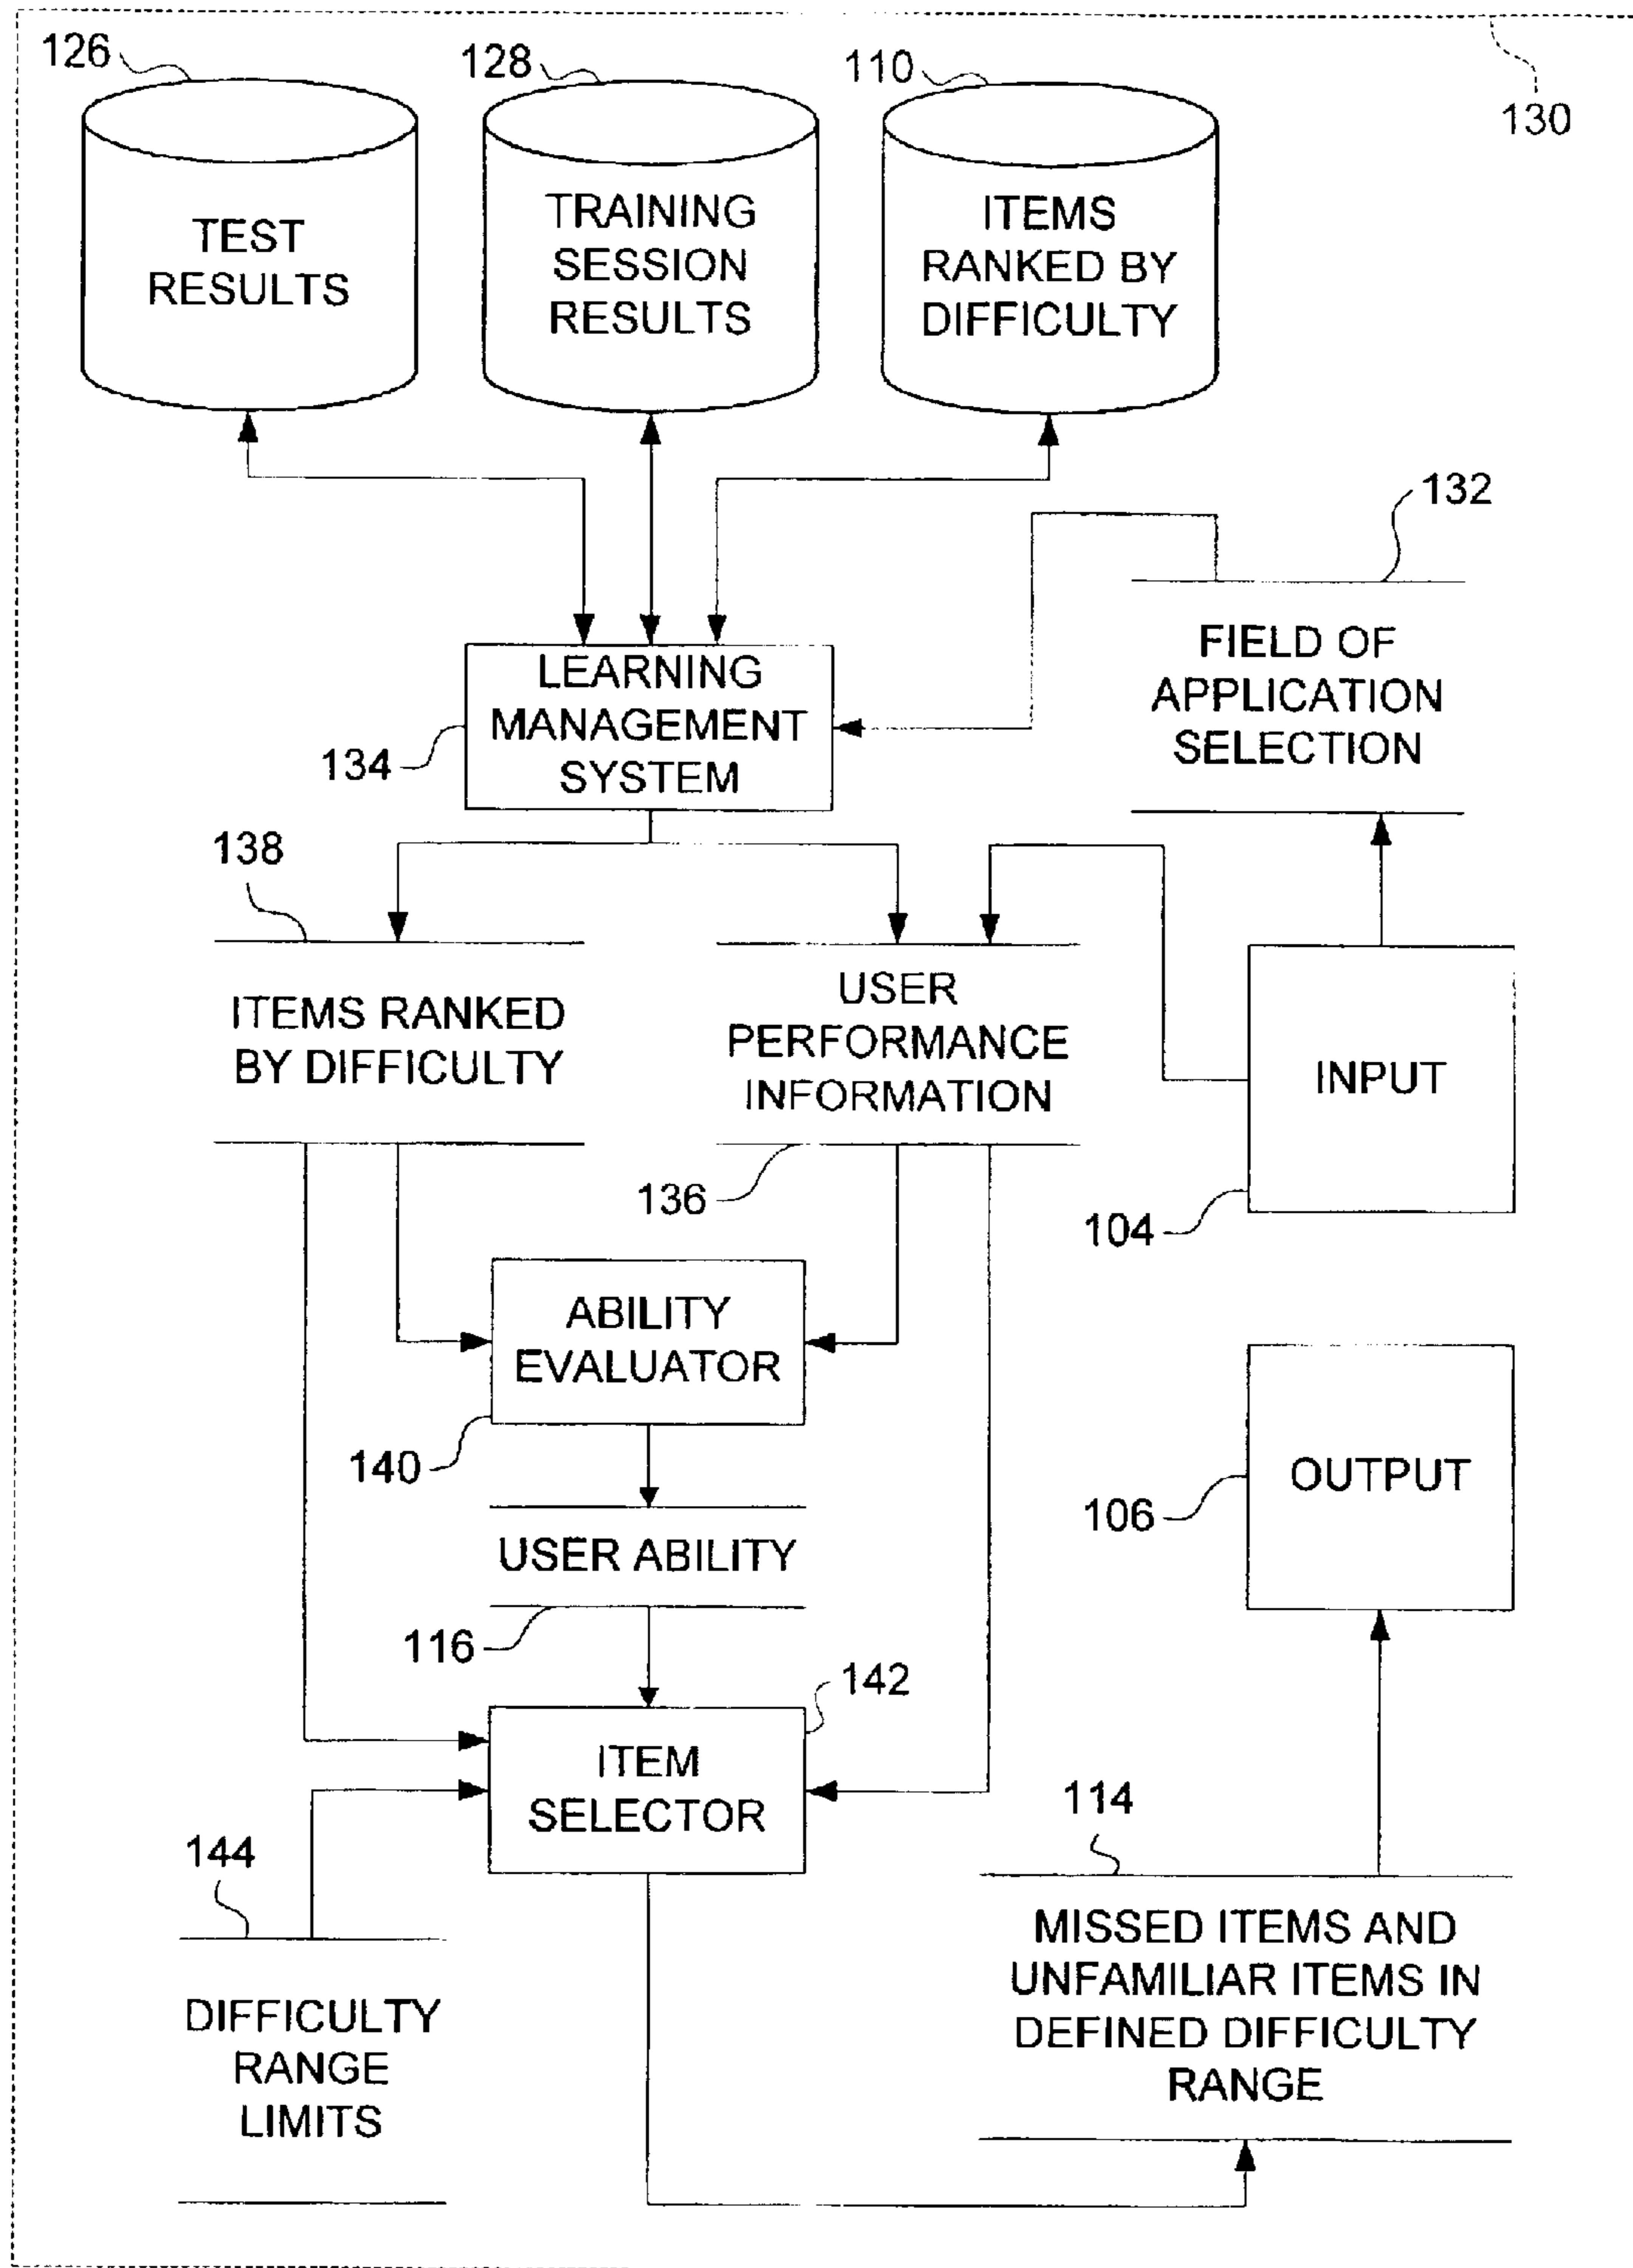 126
128
110
130
TEST
RESULTS
TRAINING
SESSION
RESULTS
ITEMS
RANKED BY
DIFFICULTY
132
FIELD OF
APPLICATION
SELECTION
LEARNING
MANAGEMENT
SYSTEM
134
138
ITEMS RANKED
BY DIFFICULTY
USER
PERFORMANCE
INFORMATION
136
INPUT
104
ABILITY
EVALUATOR
140
OUTPUT
106
USER ABILITY
116
142
ITEM
SELECTOR
144
DIFFICULTY
RANGE
LIMITS
114
MISSED ITEMS AND
UNFAMILIAR ITEMS IN
DEFINED DIFFICULTY
RANGE